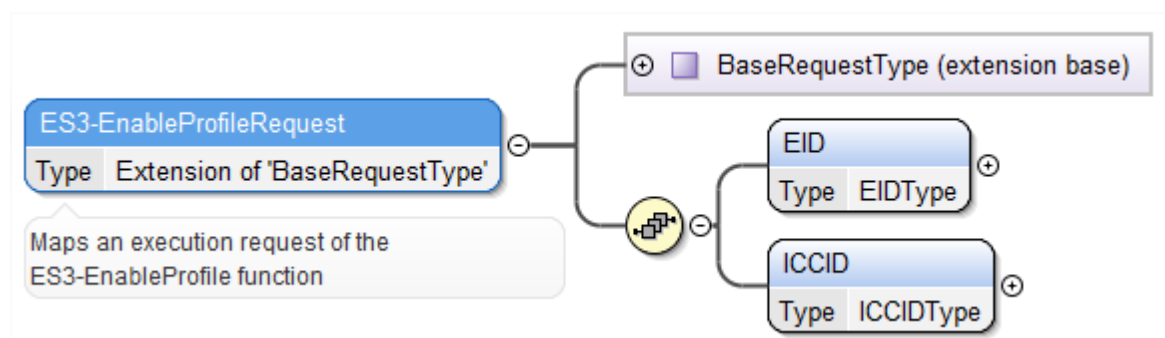 BaseRequestType (extension base)
ES3-EnableProfileRequest
Type Extension of 'BaseRequestType'
Maps an execution request of the
ES3-EnableProfile function
EID
Type EIDType
ICCID
Type ICCIDType